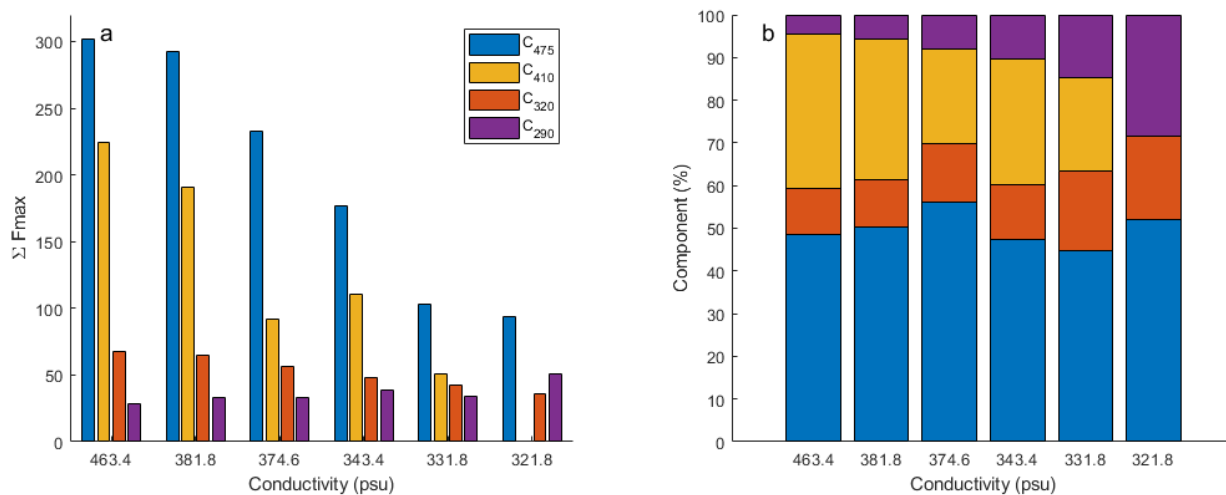 a
C475
C410
C320
C290
300
250
200
150
100
50
0
Σ Fmax
463.4 381.8 374.6 343.4 331.8 321.8
Conductivity (psu)
b
100
90
80
70
60
50
40
30
20
10
0
Component (%)
463.4 381.8 374.6 343.4 331.8 321.8
Conductivity (psu)